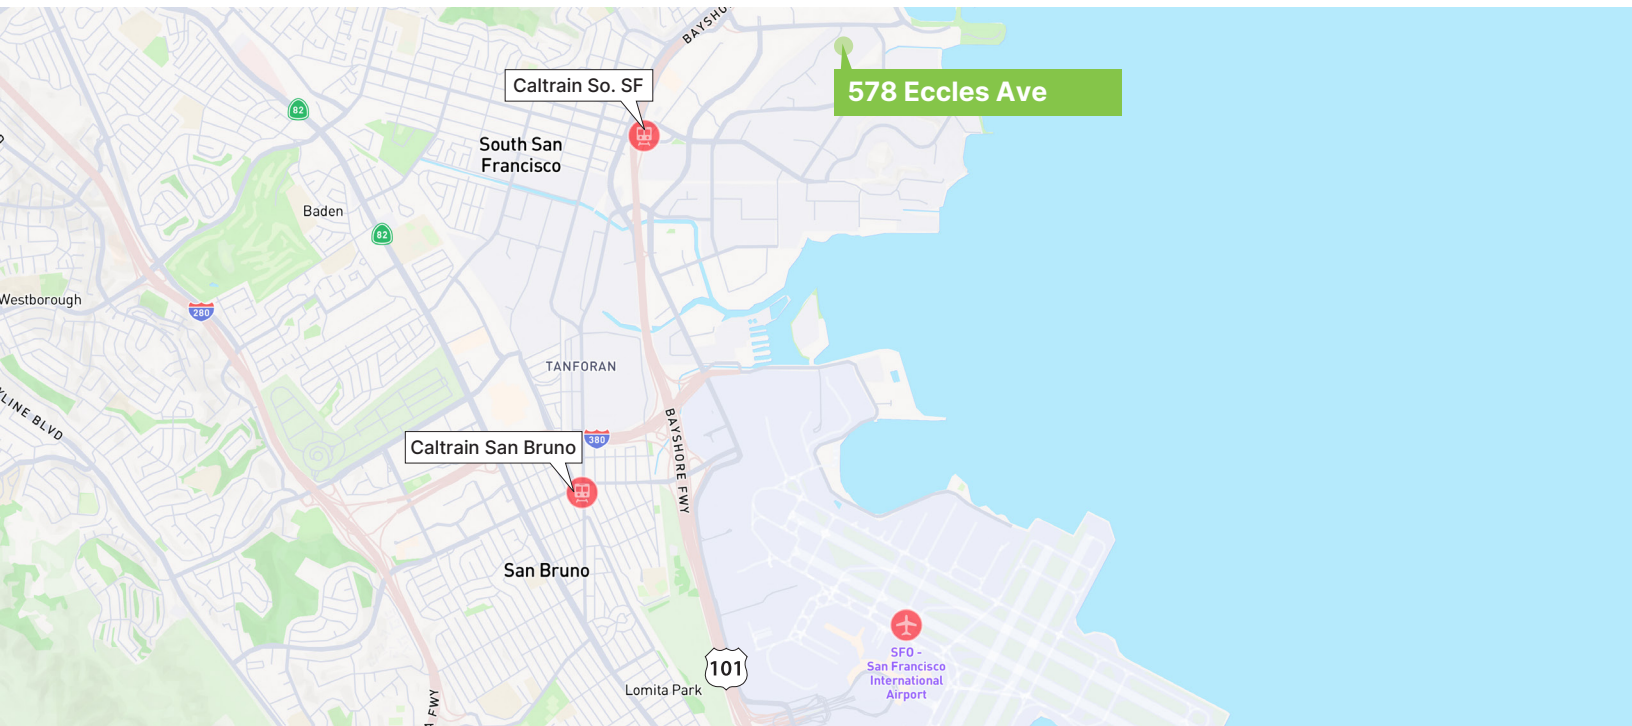 BAYSHO
578 Eccles Ave
Caltrain So. SF
82
South San
Francisco
Baden
82
Westborough
280
TANFORAN
YLINE BLVD
BAYSHORE FWY
380
Caltrain San Bruno
San Bruno
SFO -
San Francisco
International
Airport
101
Lomita Park
FWY